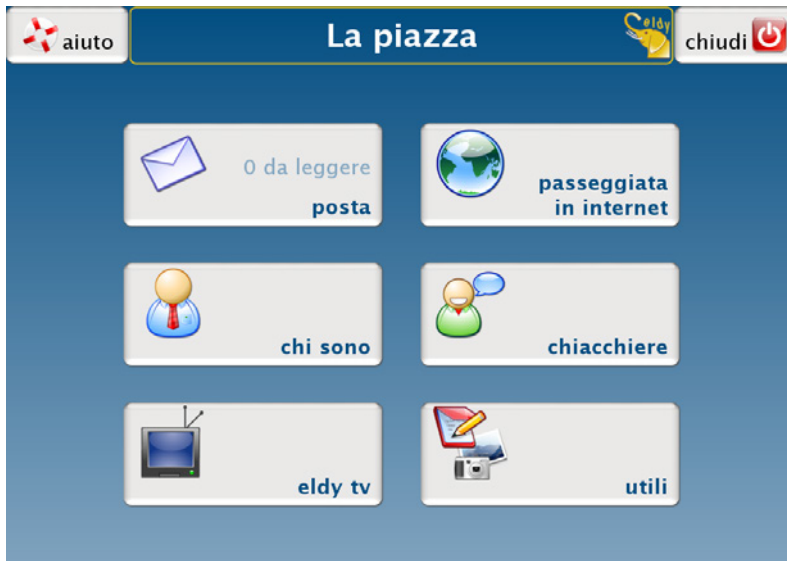 aiuto
La piazza
eldy
chiudi
0 da leggere
posta
passeggiata
in internet
chi sono
chiacchiere
eldy tv
utili